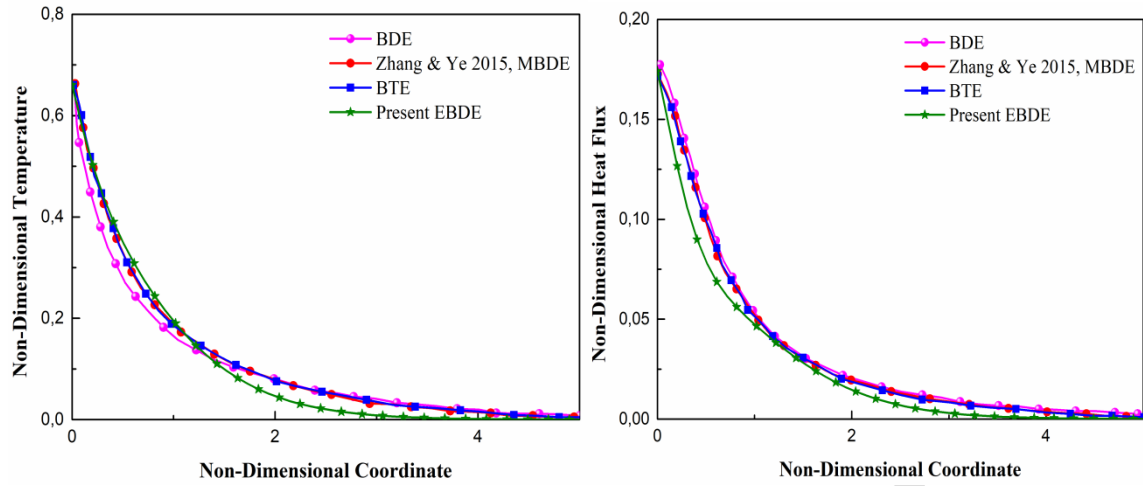 0,8
0,6
0,4
0,2
0,0
Non-Dimensional Temperature
BDE
Zhang & Ye 2015, MBDE
BTE
Present EBDE
0
2
4
Non-Dimensional Coordinate
0,20
0,15
0,10
0,05
0,00
Non-Dimensional Heat Flux
BDE
Zhang & Ye 2015, MBDE
BTE
Present EBDE
0
2
4
Non-Dimensional Coordinate